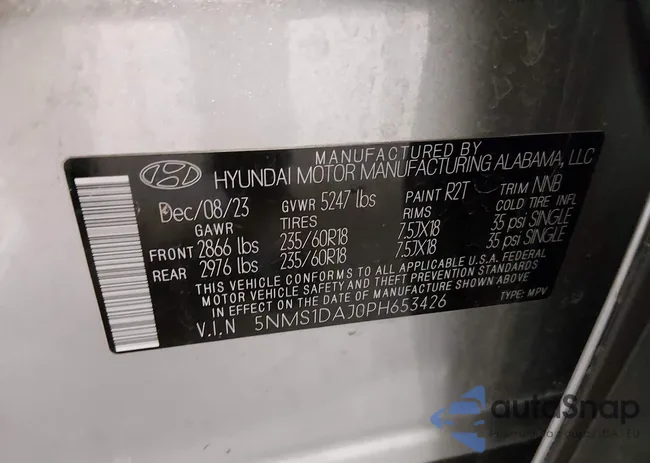 MANUFACTURED BY
HYUNDAI MOTOR MANUFACTURING ALABAMA, LLC
Dec/08/23 GVWR 5247 lbs PAINT R2T TRIM NNB
GAWR TIRES RIMS COLD TIRE INFL
FRONT 2866 lbs 235/60R18 7.5JX18 35 psi SINGLE
REAR 2976 lbs 235/60R18 7.5JX18 35 psi SINGLE
THIS VEHICLE CONFORMS TO ALL APPLICABLE U.S.A. FEDERAL
MOTOR VEHICLE SAFETY AND THEFT PREVENTION STANDARDS
IN EFFECT ON THE DATE OF MANUFACTURE SHOWN ABOVE
V.I.N 5NMS1DAJ0PH653426 TYPE: MPV
autoSnap